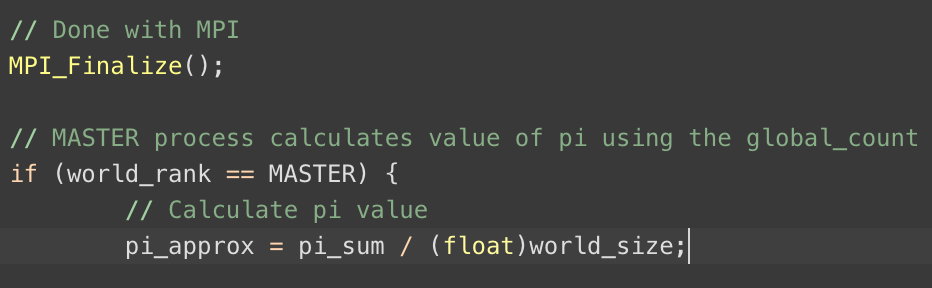 // Done with MPI
MPI_Finalize();
// MASTER process calculates value of pi using the global_count
if (world_rank == MASTER) {
// Calculate pi value
pi_approx = pi_sum / (float)world_size;